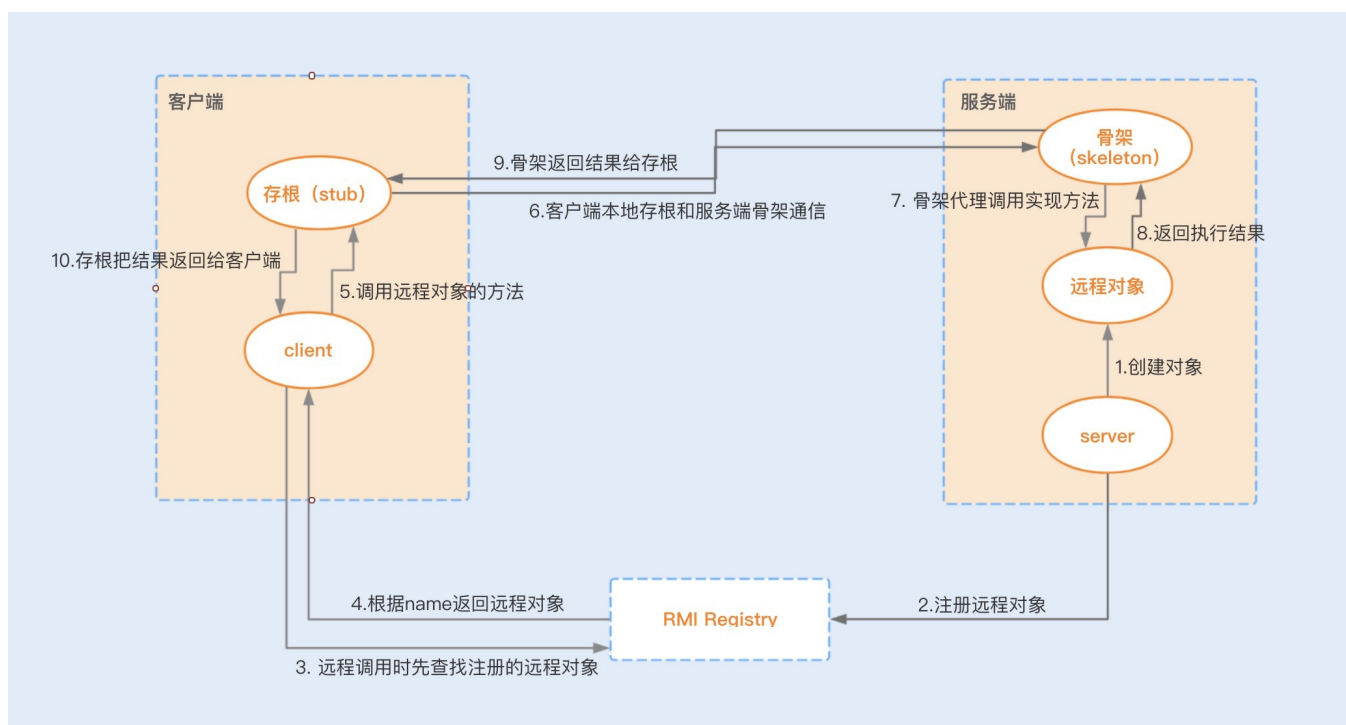 客户端
服务端
骨架
（skeleton）
9.骨架返回结果给存根
存根（stub）
6.客户端本地存根和服务端骨架通信
7. 骨架代理调用实现方法
8.返回执行结果
10.存根把结果返回给客户端
5.调用远程对象的方法
远程对象
client
1.创建对象
server
4.根据name返回远程对象
RMI Registry
2.注册远程对象
3. 远程调用时先查找注册的远程对象